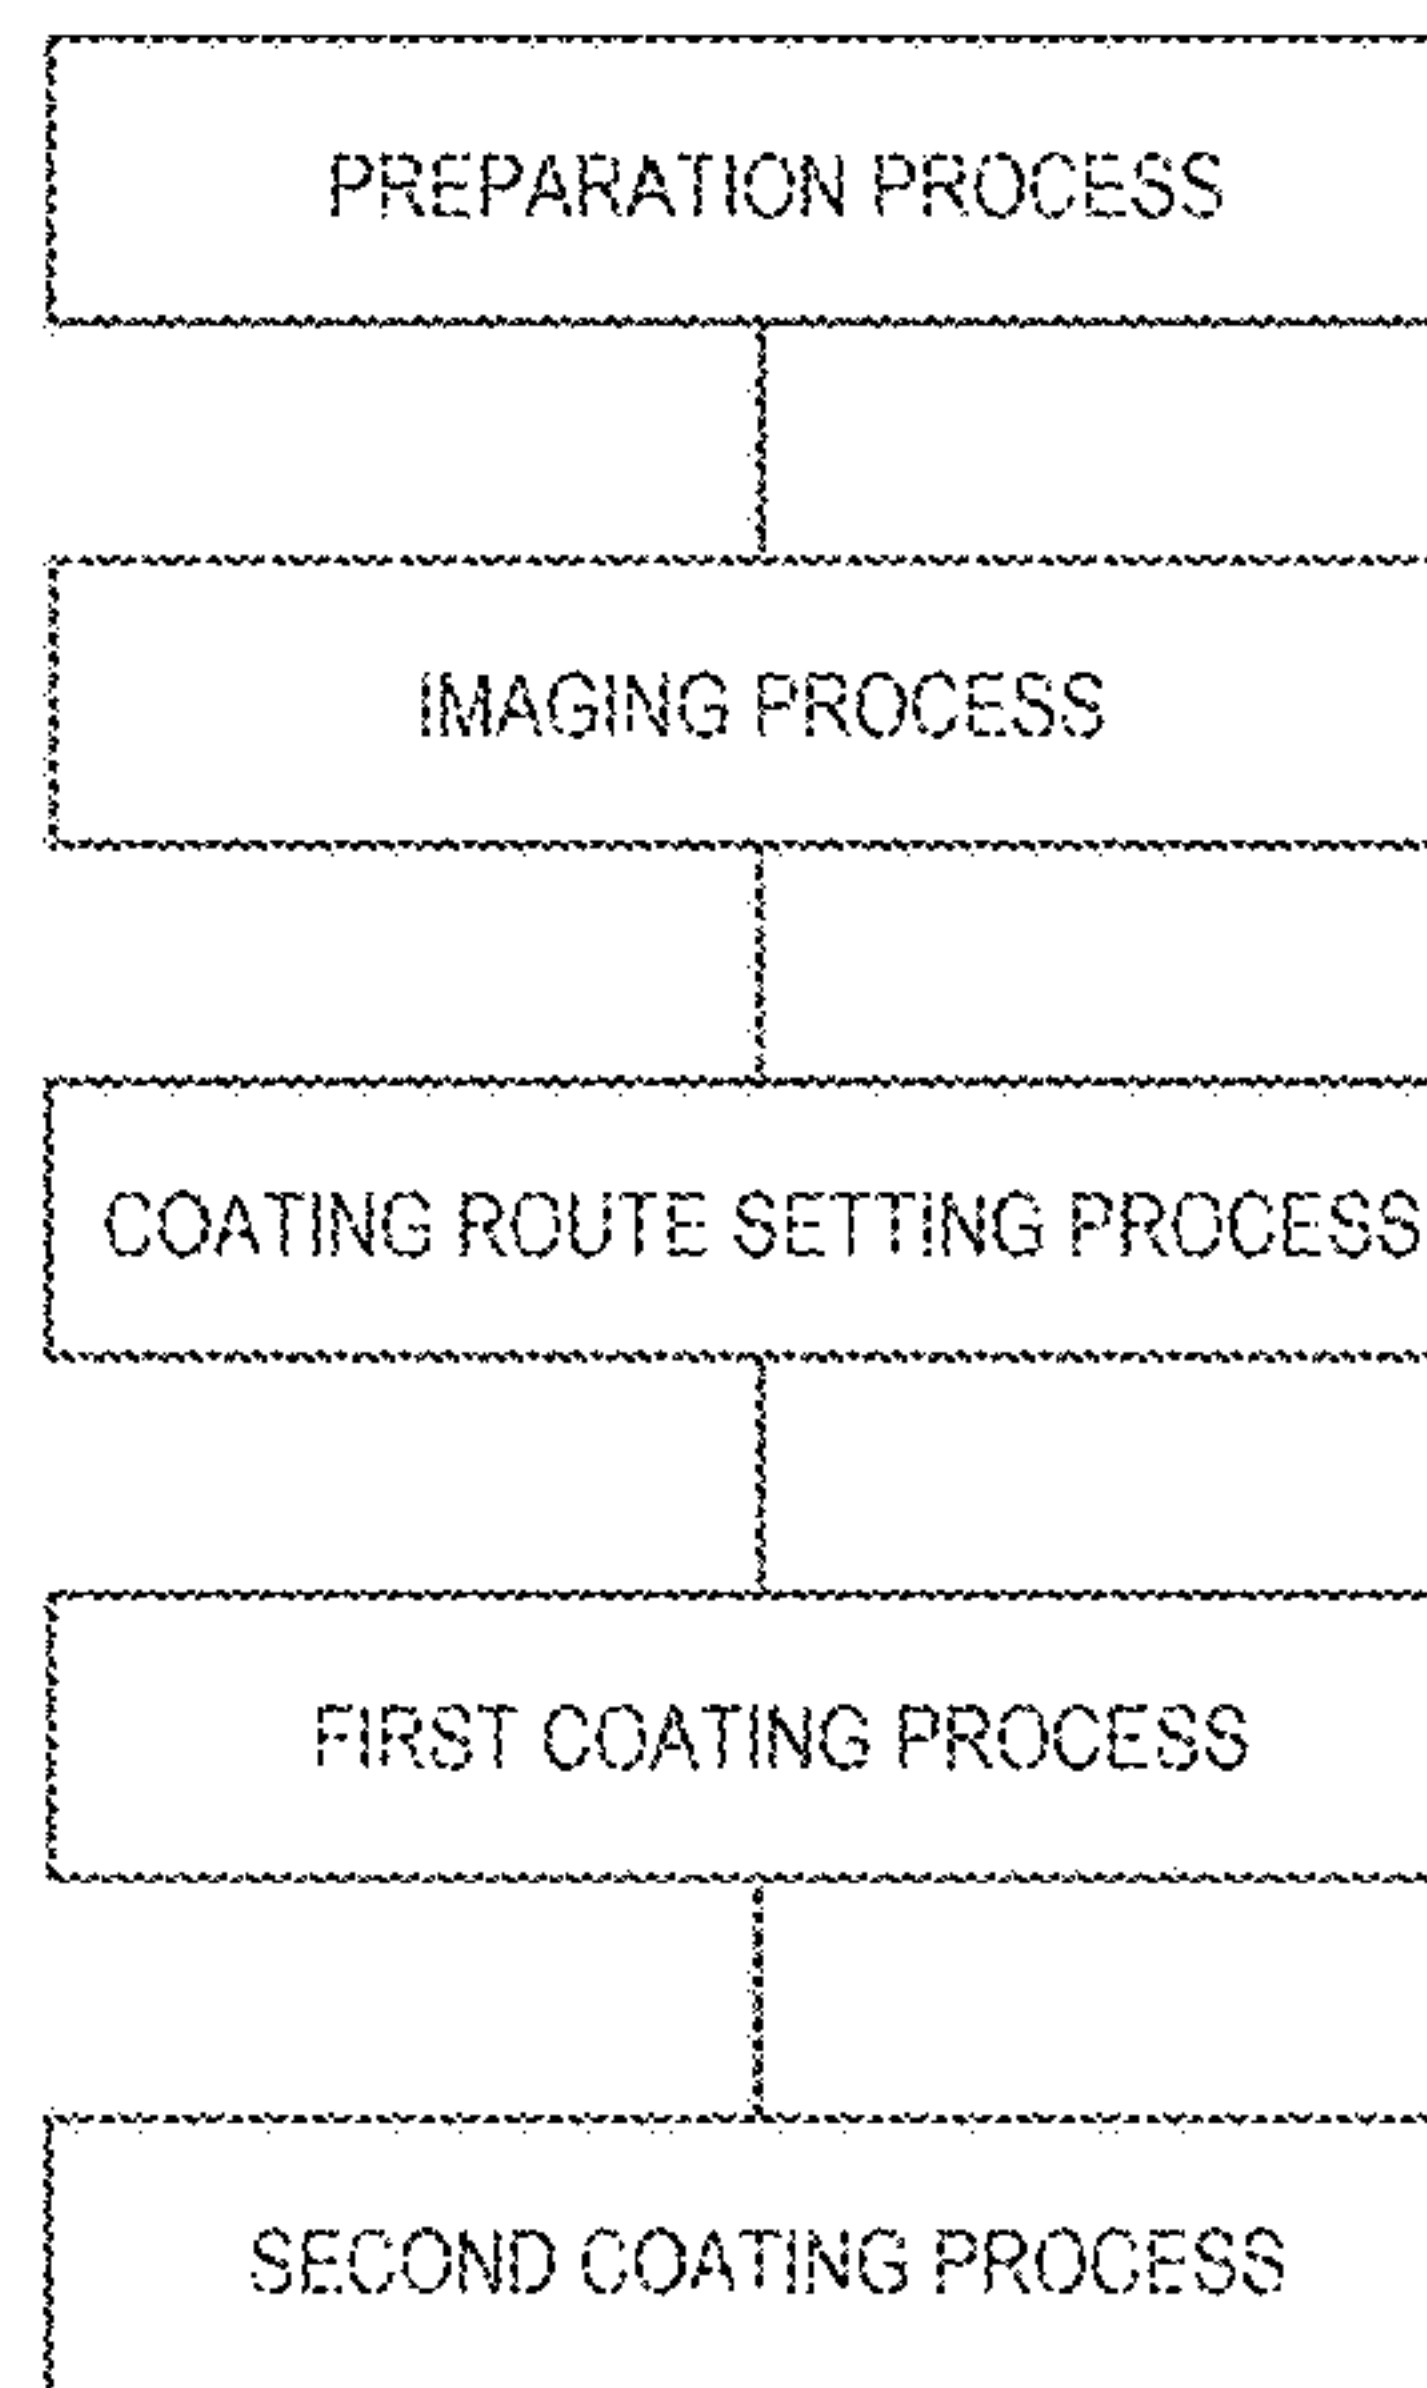 PREPARATION PROCESS
IMAGING PROCESS
COATING ROUTE SETTING PROCESS
FIRST COATING PROCESS
SECOND COATING PROCESS